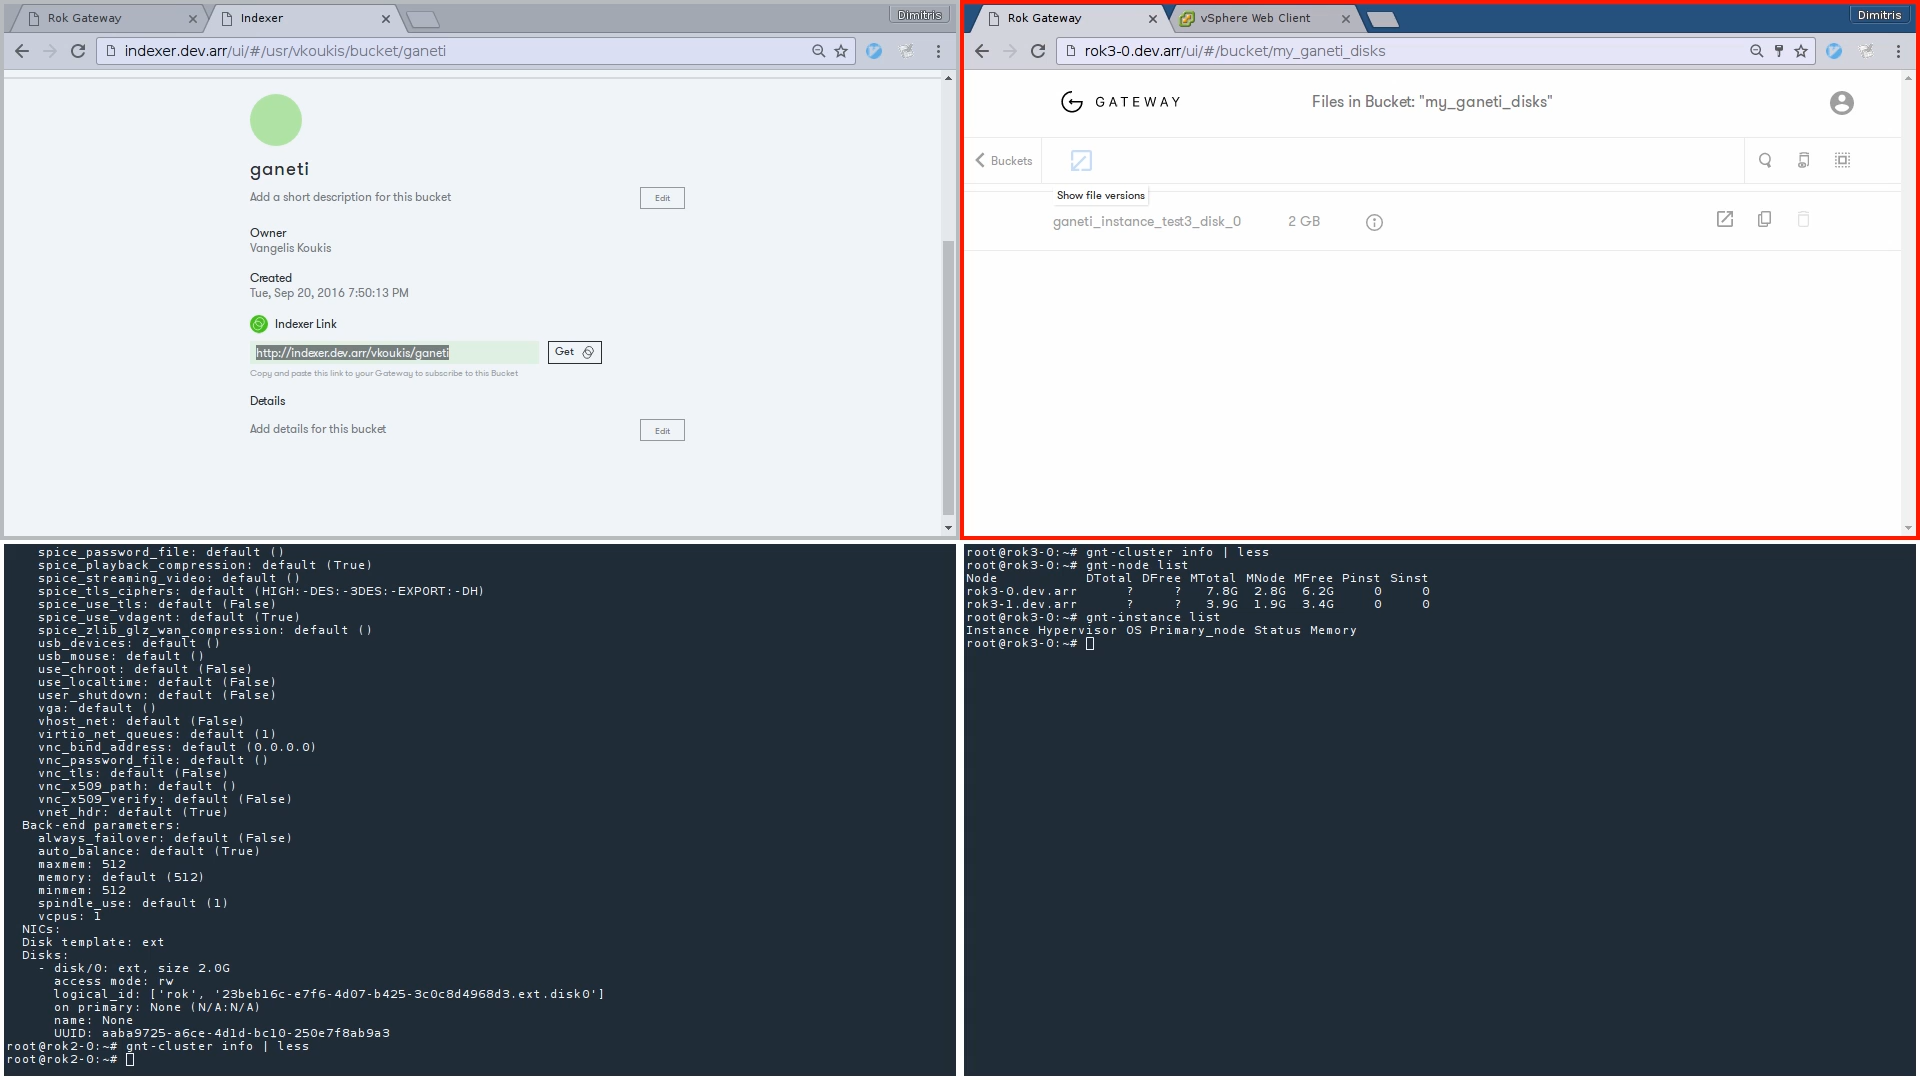 Rok Gateway
Indexer
Dimitris
indexer.dev.arr/ui/#/usr/vkoukis/bucket/ganeti
ganeti
Add a short description for this bucket
Edit
Owner
Vangelis Koukis
Created
Tue, Sep 20, 2016 7:50:13 PM
Indexer Link
http://indexer.dev.arr/vkoukis/ganeti
Get
Copy and paste this link to your Gateway to subscribe to this Bucket
Details
Add details for this bucket
Edit
Rok Gateway
vSphere Web Client
Dimitris
rok3-0.dev.arr/ui/#/bucket/my_ganeti_disks
GATEWAY
Files in Bucket: "my_ganeti_disks"
Buckets
Show file versions
ganeti_instance_test3_disk_0 2 GB
spice_password_file: default ()
spice_playback_compression: default (True)
spice_streaming_video: default ()
spice_tls_ciphers: default (HIGH:-DES:-3DES:-EXPORT:-DH)
spice_use_tls: default (False)
spice_use_vdagent: default (True)
spice_zlib_glz_wan_compression: default ()
usb_devices: default ()
usb_mouse: default ()
use_chroot: default (False)
use_localtime: default (False)
user_shutdown: default (False)
vga: default ()
vhost_net: default (False)
virtio_net_queues: default (1)
vnc_bind_address: default (0.0.0.0)
vnc_password_file: default ()
vnc_tls: default (False)
vnc_x509_path: default ()
vnc_x509_verify: default (False)
vnet_hdr: default (True)
Back-end parameters:
always_failover: default (False)
auto_balance: default (True)
maxmem: 512
memory: default (512)
minmem: 512
spindle_use: default (1)
vcpus: 1
NICs:
Disk template: ext
Disks:
- disk/0: ext, size 2.0G
access mode: rw
logical_id: ['rok', '23beb16c-e7f6-4d07-b425-3c0c8d4968d3.ext.disk0']
on primary: None (N/A:N/A)
name: None
UUID: aaba9725-a6ce-4d1d-bc10-250e7f8ab9a3
root@rok2-0:~# gnt-cluster info | less
root@rok2-0:~#
root@rok3-0:~# gnt-cluster info | less
root@rok3-0:~# gnt-node list
Node DTotal DFree MTotal MNode MFree Pinst Sinst
rok3-0.dev.arr ? ? 7.8G 2.8G 6.2G 0 0
rok3-1.dev.arr ? ? 3.9G 1.9G 3.4G 0 0
root@rok3-0:~# gnt-instance list
Instance Hypervisor OS Primary_node Status Memory
root@rok3-0:~#